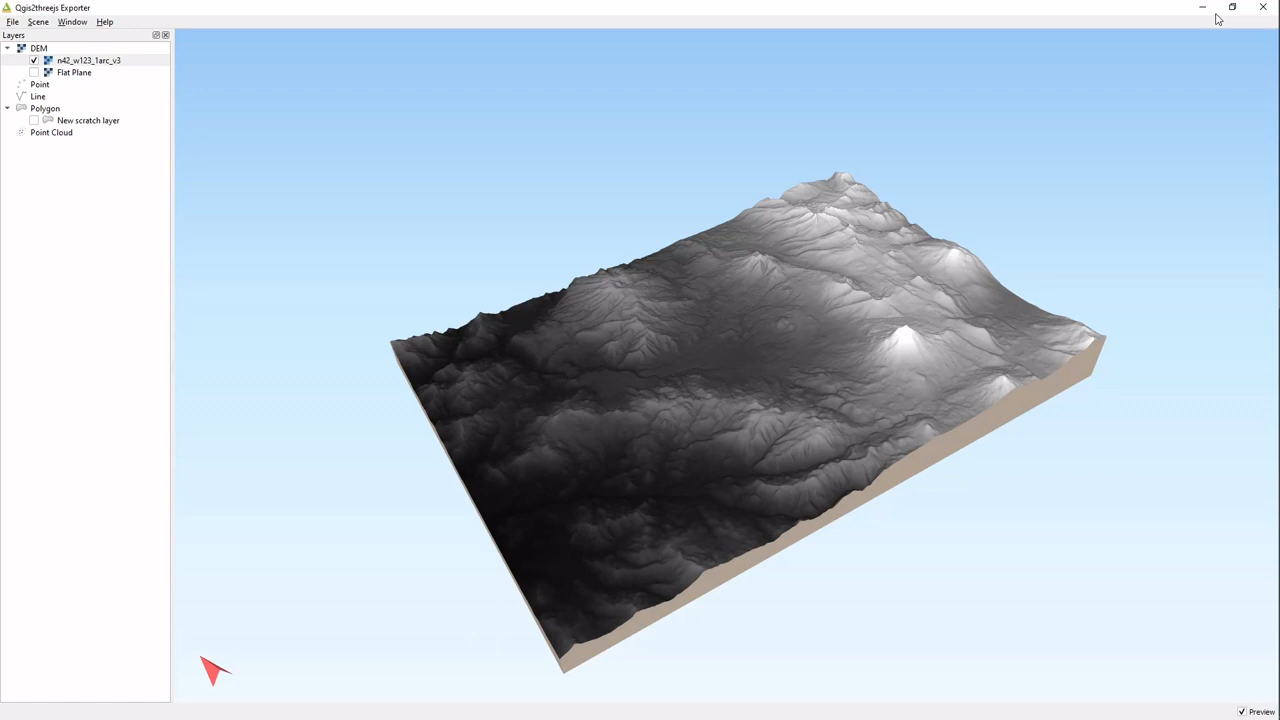 Qgis2threejs Exporter
File Scene Window Help
Layers
DEM
n42_w123_1arc_v3
Flat Plane
Point
Line
Polygon
New scratch layer
Point Cloud
Preview